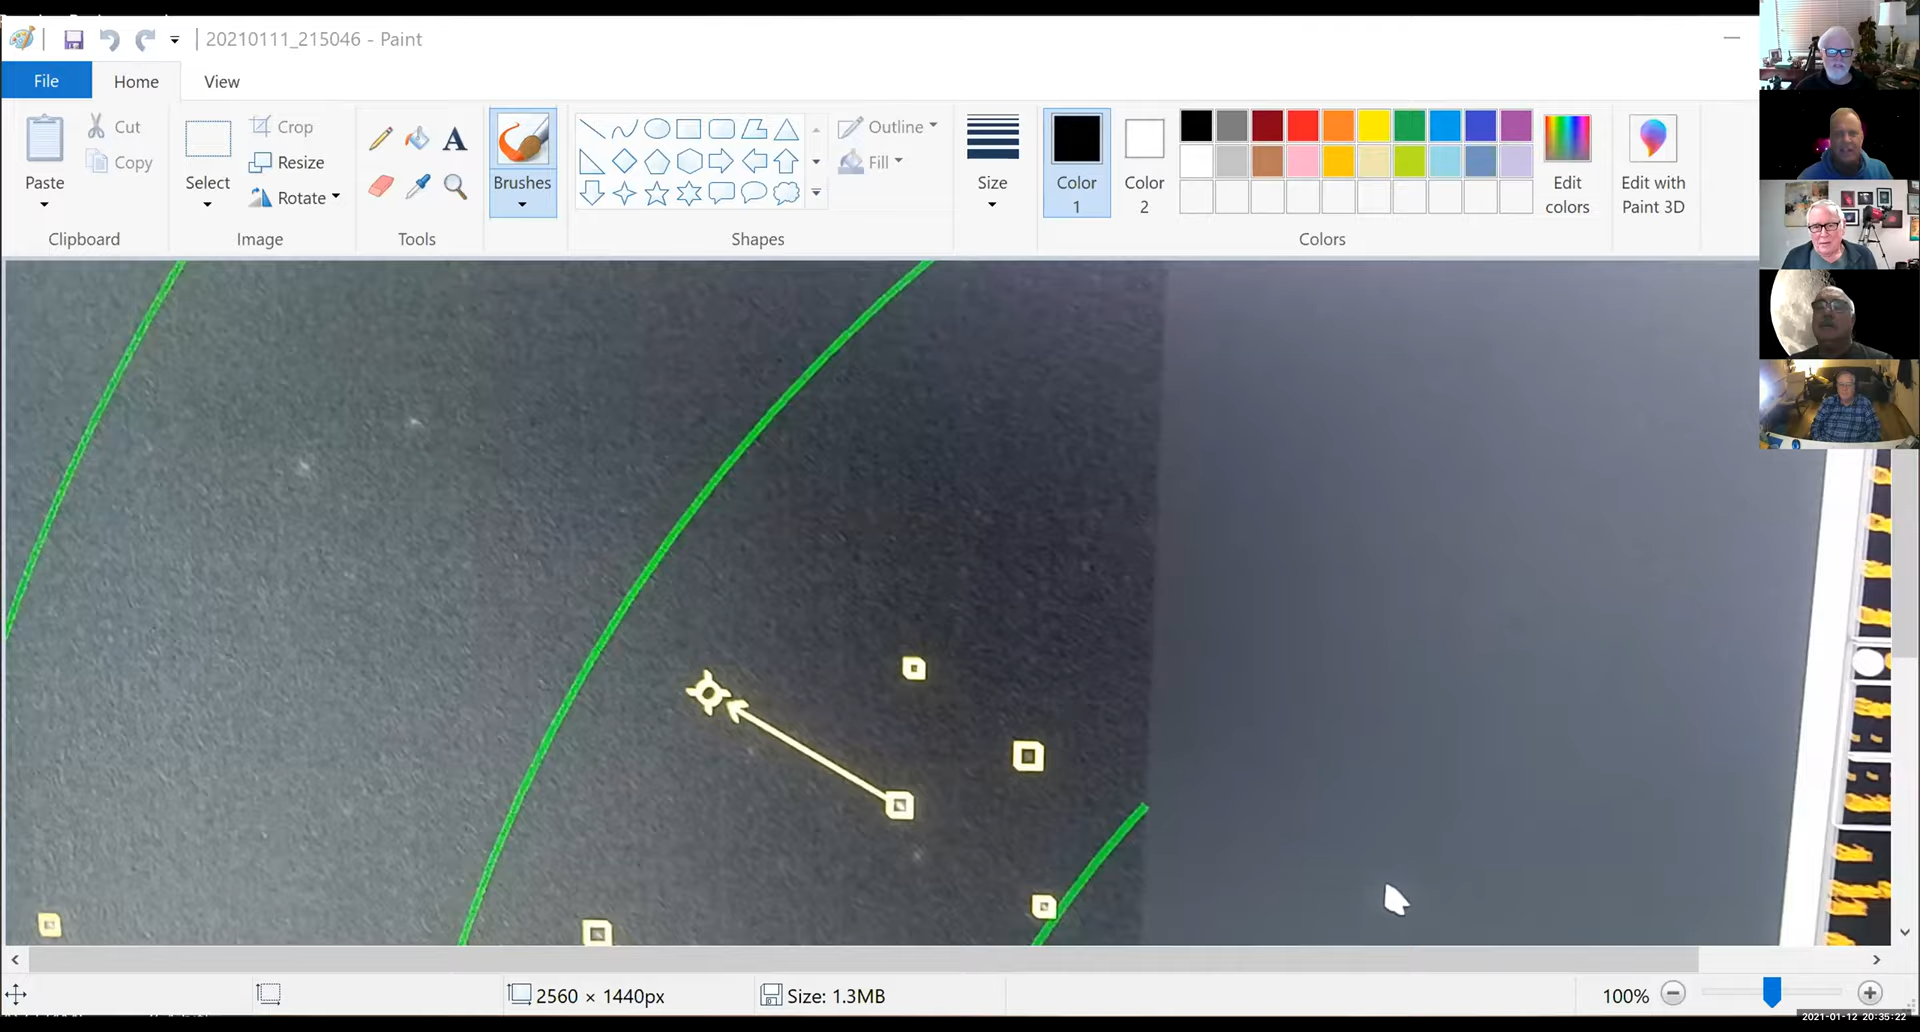 20210111_215046 - Paint
File
Home
View
Paste
Cut
Copy
Clipboard
Select
Crop
Resize
Rotate
Image
A
Tools
Brushes
Shapes
Outline
Fill
Size
Color
1
Color
2
Edit
colors
Colors
Edit with
Paint 3D
2560 × 1440px
Size: 1.3MB
100%
2021-01-12 20:35:22